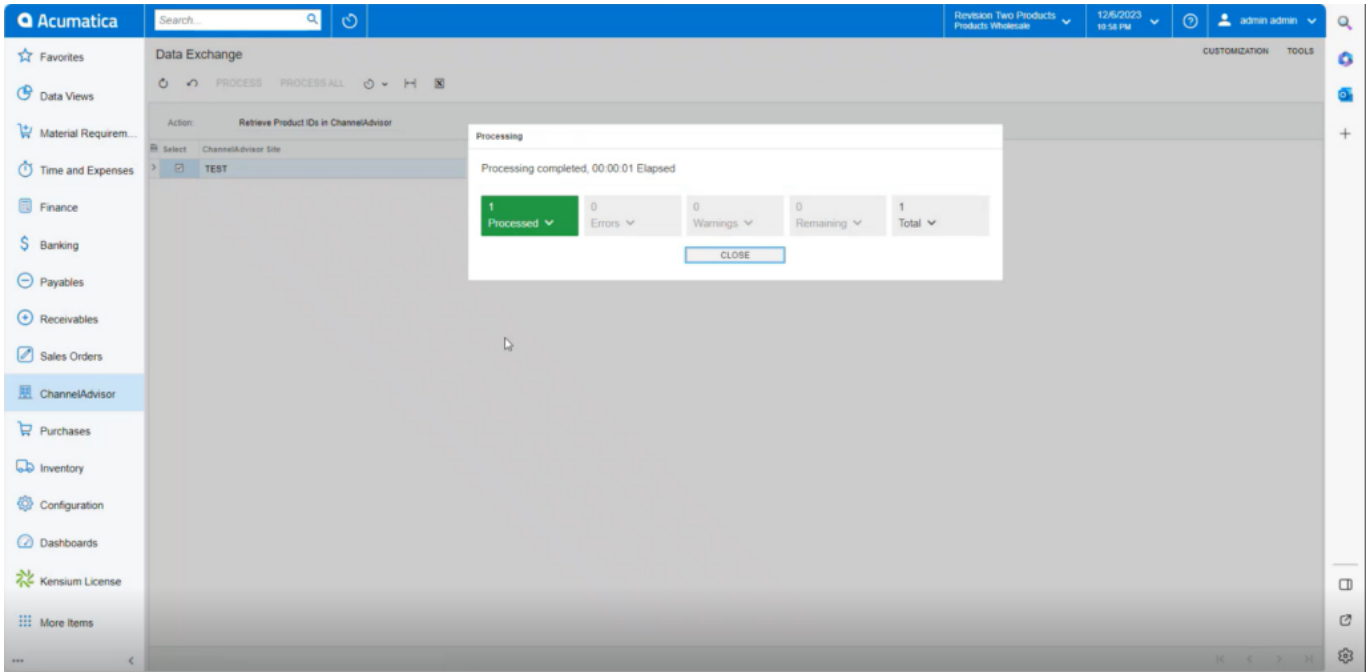 Acumatica
Search...
Revision Two Products
Products Wholesale
12/6/2023
10:58 PM
admin admin
Favorites
Data Views
Material Requirem...
Time and Expenses
Finance
Banking
Payables
Receivables
Sales Orders
ChannelAdvisor
Purchases
Inventory
Configuration
Dashboards
Kensium License
More Items
Data Exchange
CUSTOMIZATION TOOLS
PROCESS PROCESS ALL
Action: Retrieve Product IDs in ChannelAdvisor
Select ChannelAdvisor Site
TEST
Processing
Processing completed, 00:00:01 Elapsed
1 0 0 0 1
Processed Errors Warnings Remaining Total
CLOSE